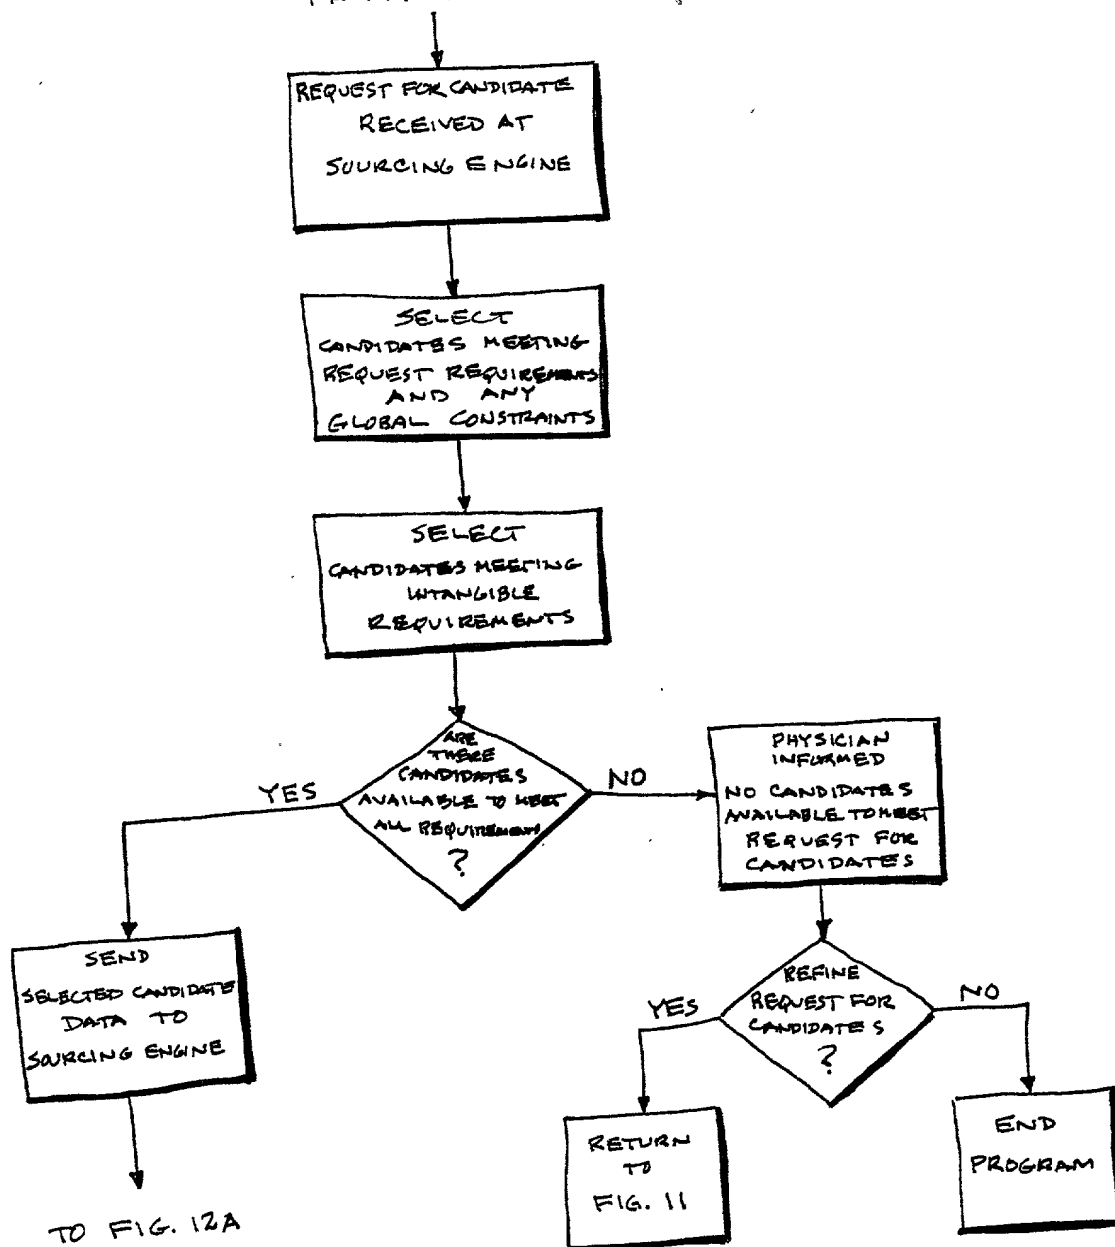 REQUEST FOR CANDIDATE
RECEIVED AT
SOURCING ENGINE
SELECT
CANDIDATES MEETING
REQUEST REQUIREMENTS
AND ANY
GLOBAL CONSTRAINTS
SELECT
CANDIDATES MEETING
INTANGIBLE
REQUIREMENTS
ARE
THERE
CANDIDATES
AVAILABLE TO MEET
ALL REQUIREMENTS
?
YES
NO
PHYSICIAN
INFORMED
NO CANDIDATES
AVAILABLE TO MEET
REQUEST FOR
CANDIDATES
SEND
SELECTED CANDIDATE
DATA TO
SOURCING ENGINE
REFINE
REQUEST FOR
CANDIDATES
?
YES
NO
RETURN
TO
FIG. 11
END
PROGRAM
TO FIG. 12A